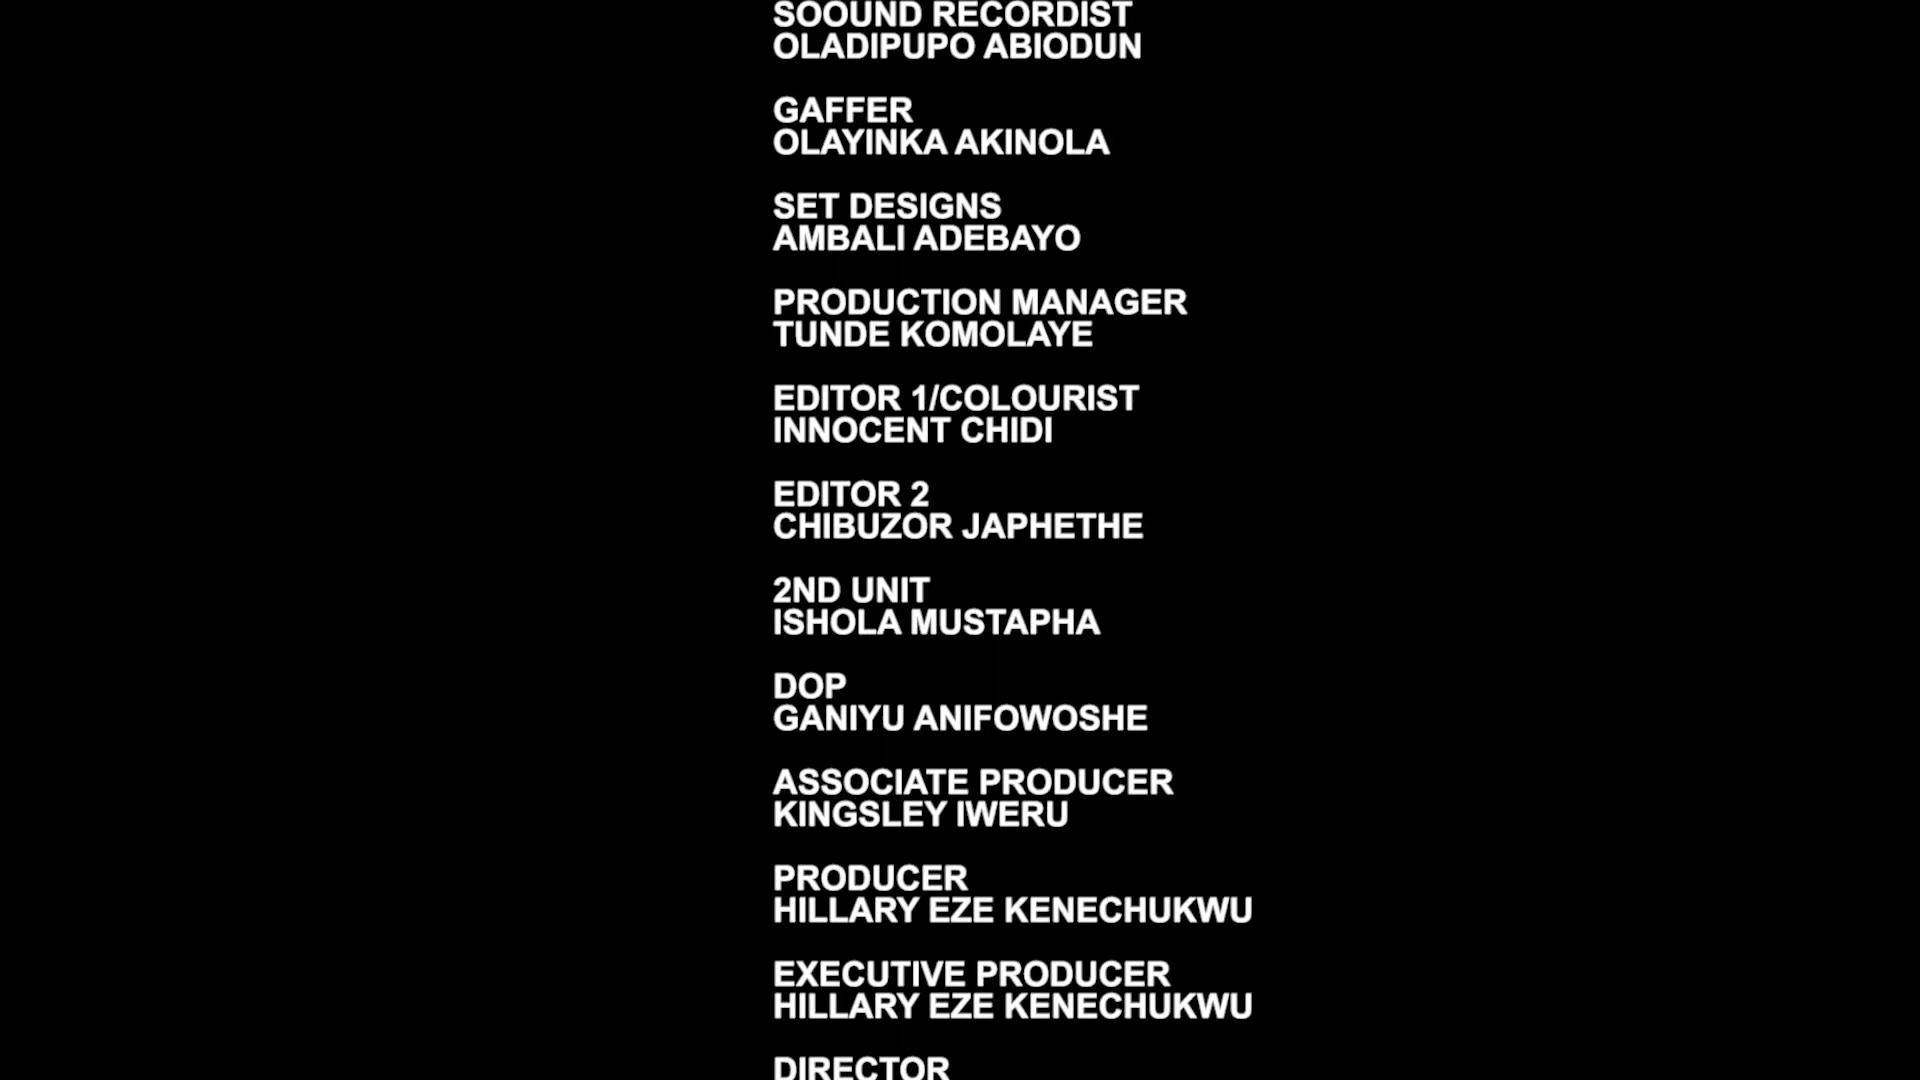 SOOUND RECORDIST
OLADIPUPO ABIODUN
GAFFER
OLAYINKA AKINOLA
SET DESIGNS
AMBALI ADEBAYO
PRODUCTION MANAGER
TUNDE KOMOLAYE
EDITOR 1/COLOURIST
INNOCENT CHIDI
EDITOR 2
CHIBUZOR JAPHETHE
2ND UNIT
ISHOLA MUSTAPHA
DOP
GANIYU ANIFOWOSHE
ASSOCIATE PRODUCER
KINGSLEY IWERU
PRODUCER
HILLARY EZE KENECHUKWU
EXECUTIVE PRODUCER
HILLARY EZE KENECHUKWU
DIRECTOR